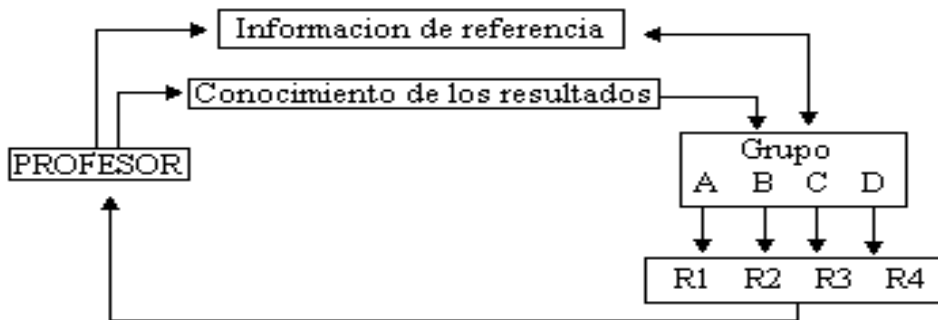 Informacion de referencia
Conocimiento de los resultados
PROFESOR
Grupo
A B C D
R1 R2 R3 R4